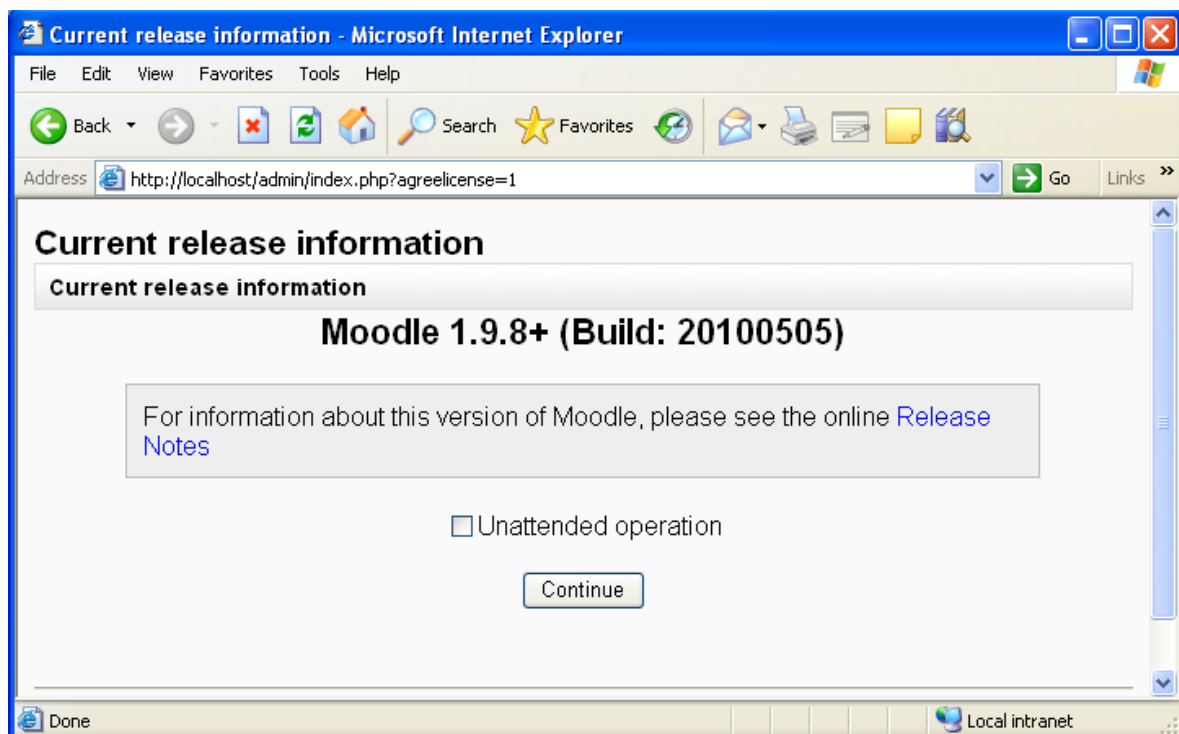 Current release information - Microsoft Internet Explorer
File Edit View Favorites Tools Help
Back Search Favorites
Address http://localhost/admin/index.php?agreelicense=1 Go Links »
Current release information
Current release information
Moodle 1.9.8+ (Build: 20100505)
For information about this version of Moodle, please see the online Release
Notes
Unattended operation
Continue
Done Local intranet